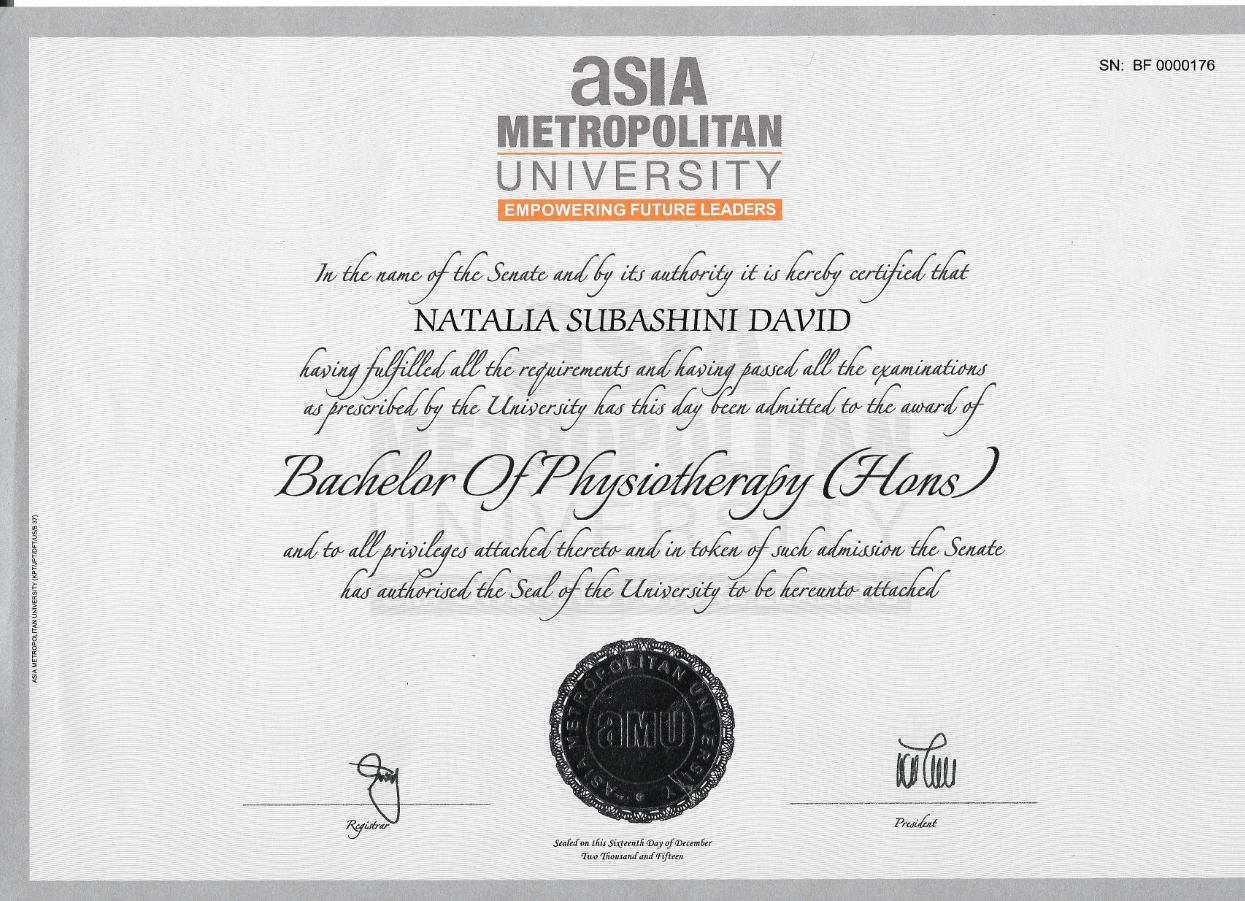 SN: BF 0000176
aSIA
METROPOLITAN
UNIVERSITY
EMPOWERING FUTURE LEADERS
In the name of the Senate and by its authority it is hereby certified that
NATALIA SUBASHINI DAVID
having fulfilled all the requirements and having passed all the examinations
as prescribed by the University has this day been admitted to the award of
Bachelor Of Physiotherapy (Hons)
and to all privileges attached thereto and in token of such admission the Senate
has authorised the Seal of the University to be hereunto attached
ASIA METROPOLITAN UNIVERSITY
aMU
Registrar
President
Sealed on this Sixteenth Day of December
Two Thousand and Fifteen
ASIA METROPOLITAN UNIVERSITY